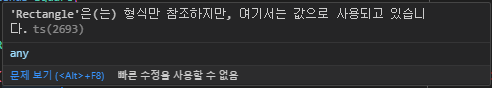 'Rectangle'은(는) 형식만 참조하지만, 여기서는 값으로 사용되고 있습니
다. ts(2693)
any
문제 보기 (<Alt>+F8) 빠른 수정을 사용할 수 없음